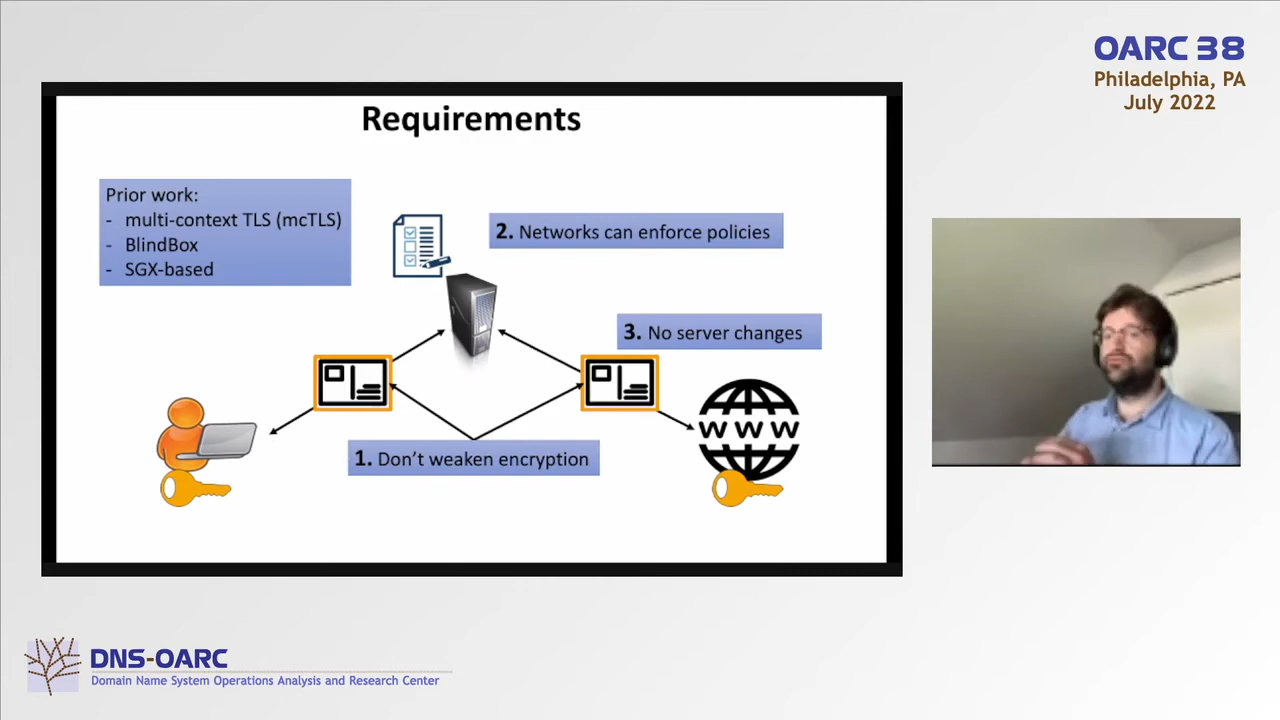 OARC 38
Philadelphia, PA
July 2022
Requirements
Prior work:
- multi-context TLS (mcTLS)
- BlindBox
- SGX-based
2. Networks can enforce policies
3. No server changes
WWW
1. Don't weaken encryption
DNS-OARC
Domain Name System Operations Analysis and Research Center